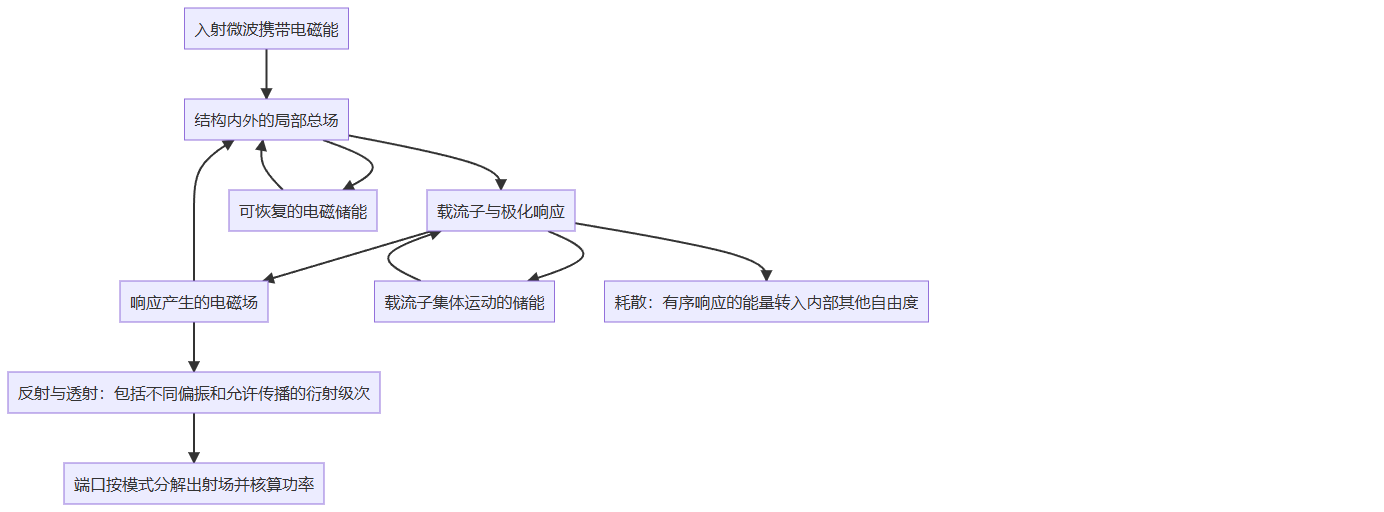 入射微波携带电磁能
结构内外的局部总场
可恢复的电磁储能
载流子与极化响应
响应产生的电磁场
载流子集体运动的储能
耗散：有序响应的能量转入内部其他自由度
反射与透射：包括不同偏振和允许传播的衍射级次
端口按模式分解出射场并核算功率